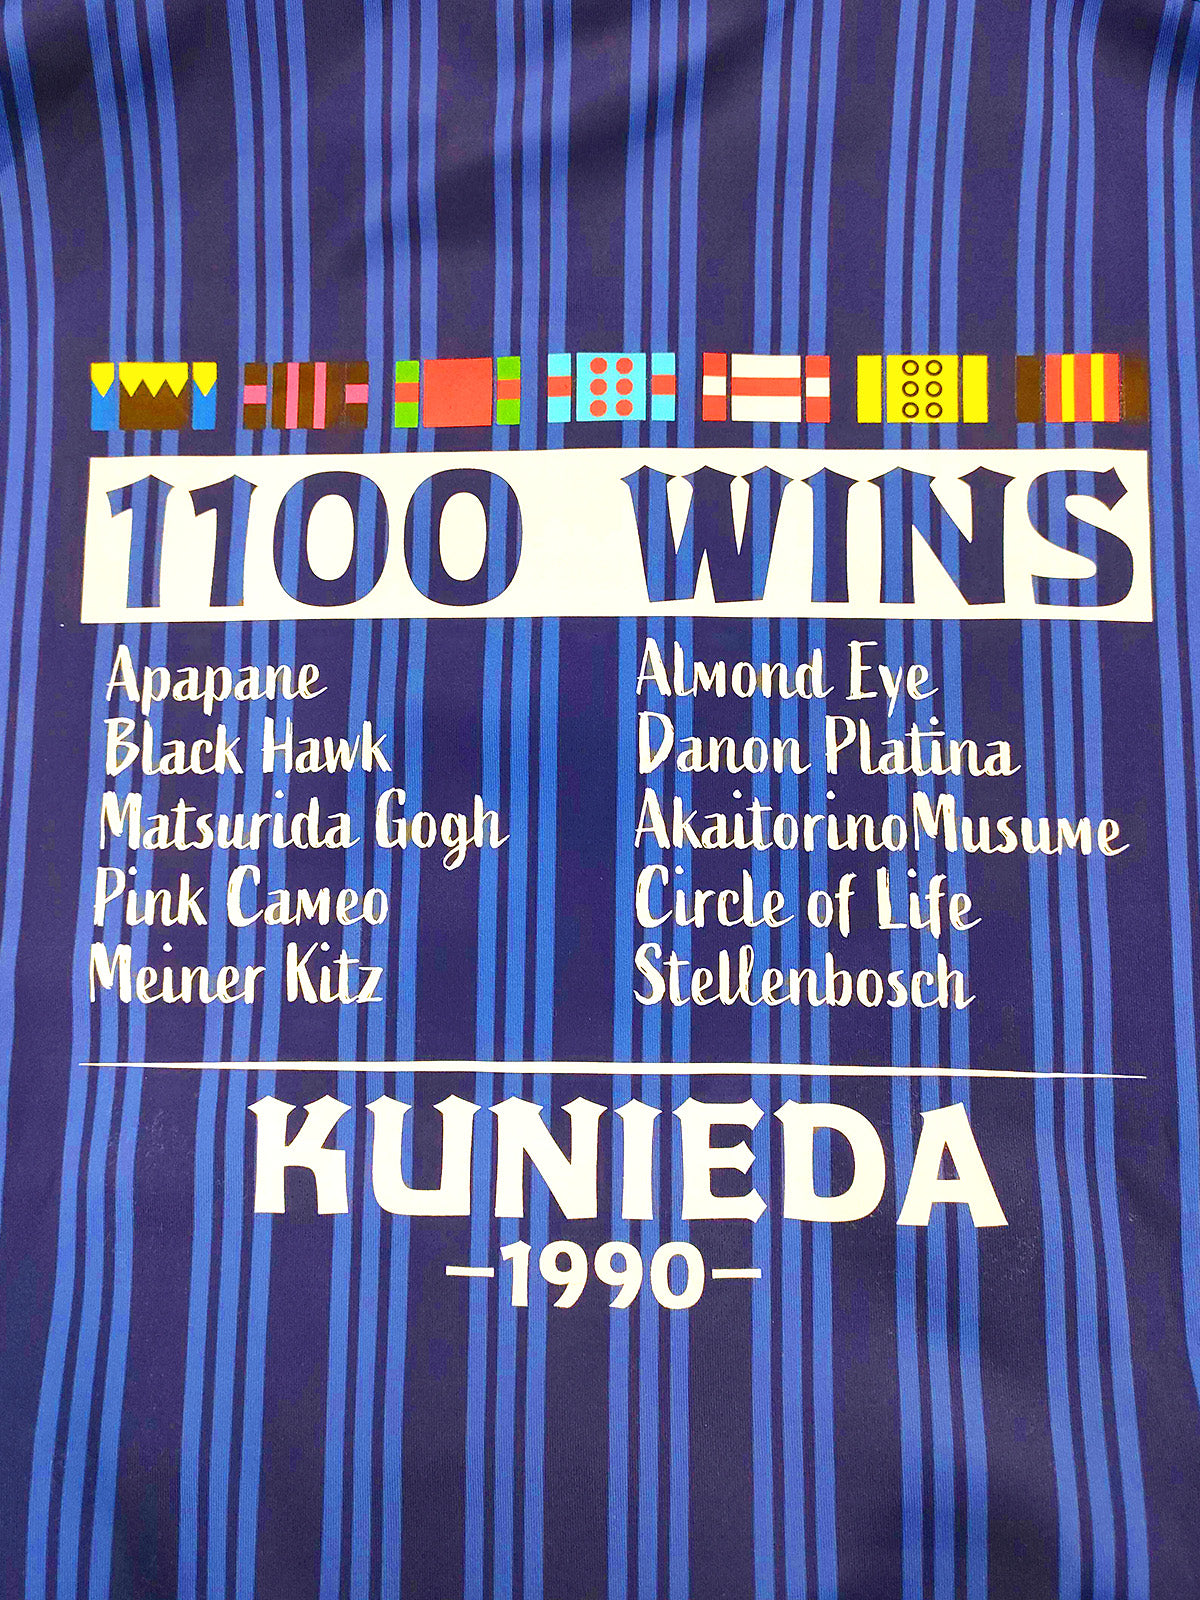 1100 WINS
Apapane
Black Hawk
Matsurida Gogh
Pink Cameo
Meiner Kitz
Almond Eye
Danon Platina
AkaitorinoMusume
Circle of Life
Stellenbosch
KUNIEDA
-1990-